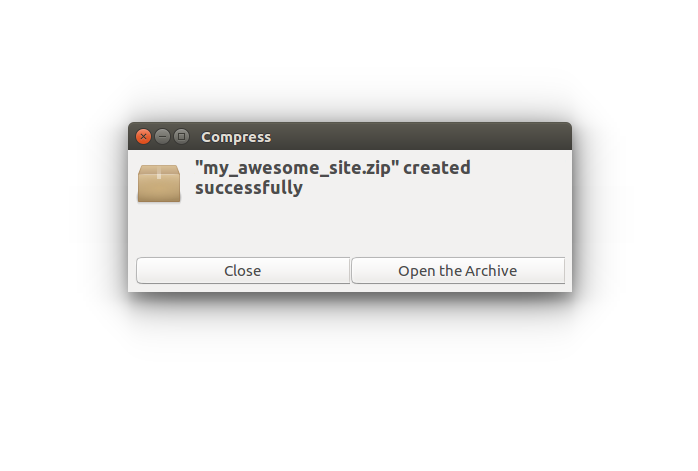 Compress
"my_awesome_site.zip" created
successfully
Close
Open the Archive